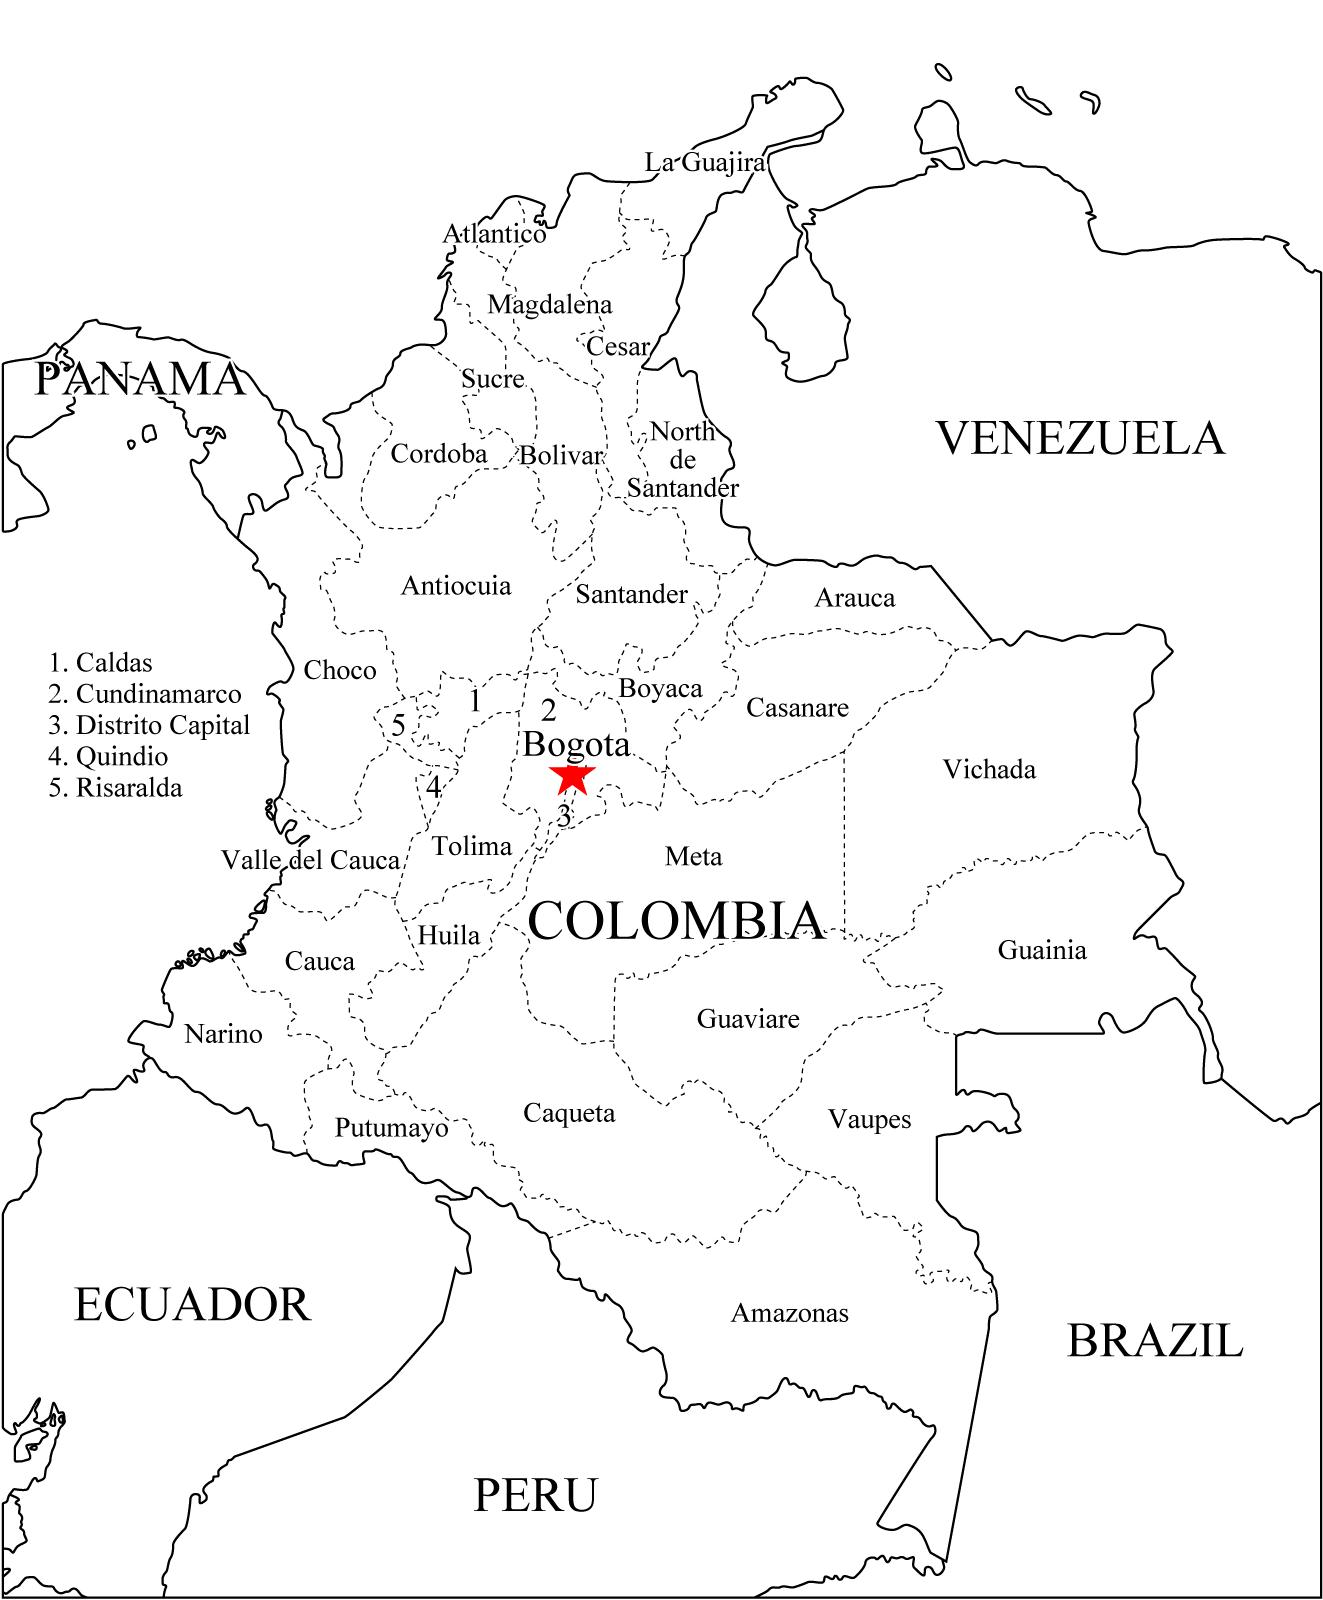 La Guajira
Atlantico
Magdalena
Cesar
PANAMA
Sucre
VENEZUELA
North
de
Santander
Cordoba
Bolivar
Antiocuia
Santander
Arauca
1. Caldas
2. Cundinamarco
3. Distrito Capital
4. Quindio
5. Risaralda
Choco
Boyaca
1
2
5
Casanare
Bogota
Vichada
4
3
Tolima
Valle del Cauca
Meta
COLOMBIA
Huila
Guainia
Cauca
Guaviare
Narino
Caqueta
Vaupes
Putumayo
ECUADOR
Amazonas
BRAZIL
PERU